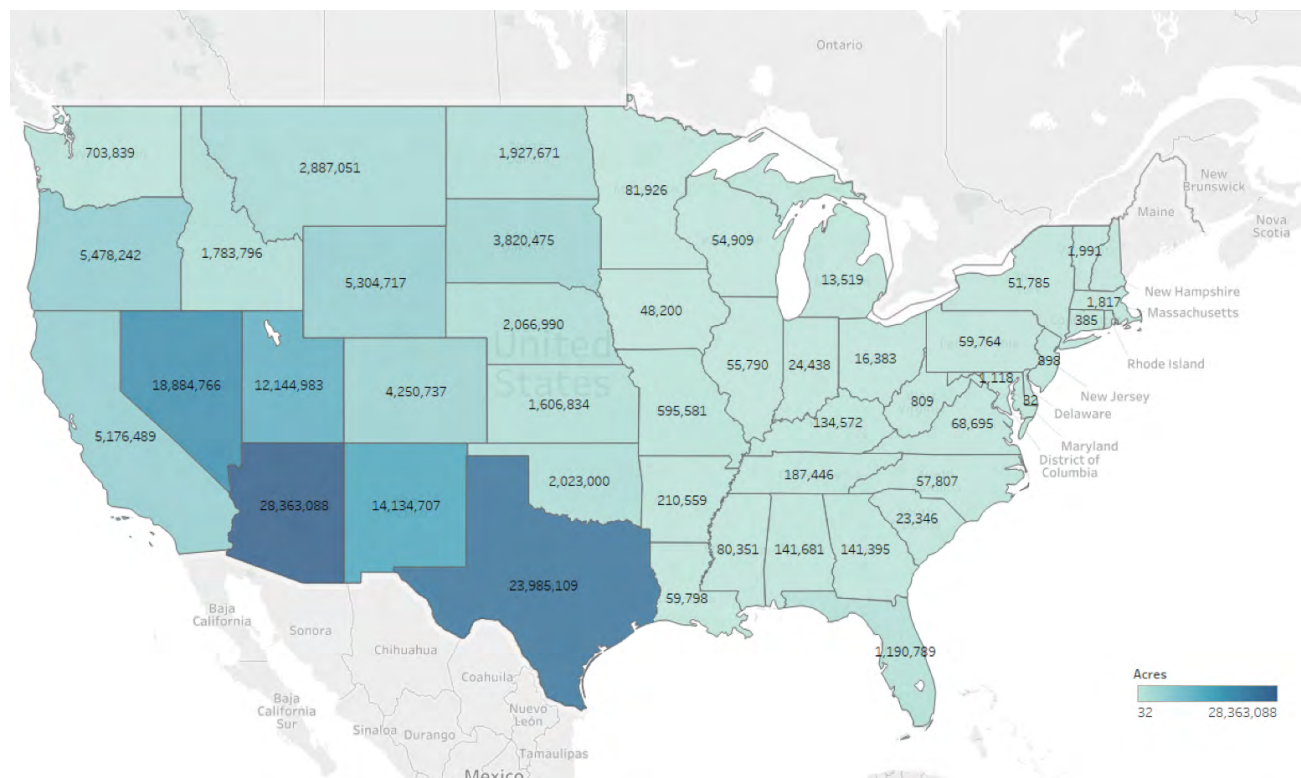 Ontario
703,839
2,887,051
1,927,671
81,926
New
Brunswick
Maine
Nova
Scotia
5,478,242
1,783,796
3,820,475
54,909
13,519
51,785
1,991
5,304,717
New Hampshire
1,817
Massachusetts
385
48,200
2,066,990
United
States
59,764
Rhode Island
18,884,766
12,144,983
4,250,737
55,790
24,438
16,383
898
1,118
New Jersey
1,606,834
595,581
809
32
Delaware
134,572
68,695
5,176,489
Maryland
District of
Columbia
187,446
2,023,000
57,807
28,363,088
14,134,707
210,559
23,346
80,351
141,681
141,395
23,985,109
59,798
Baja
California
Sonora
Chihuahua
1,190,789
Coahuila
Acres
32
28,363,088
Baja
California
Sur
Nuevo
León
Sinaloa
Durango
Tamaulipas
Mexico